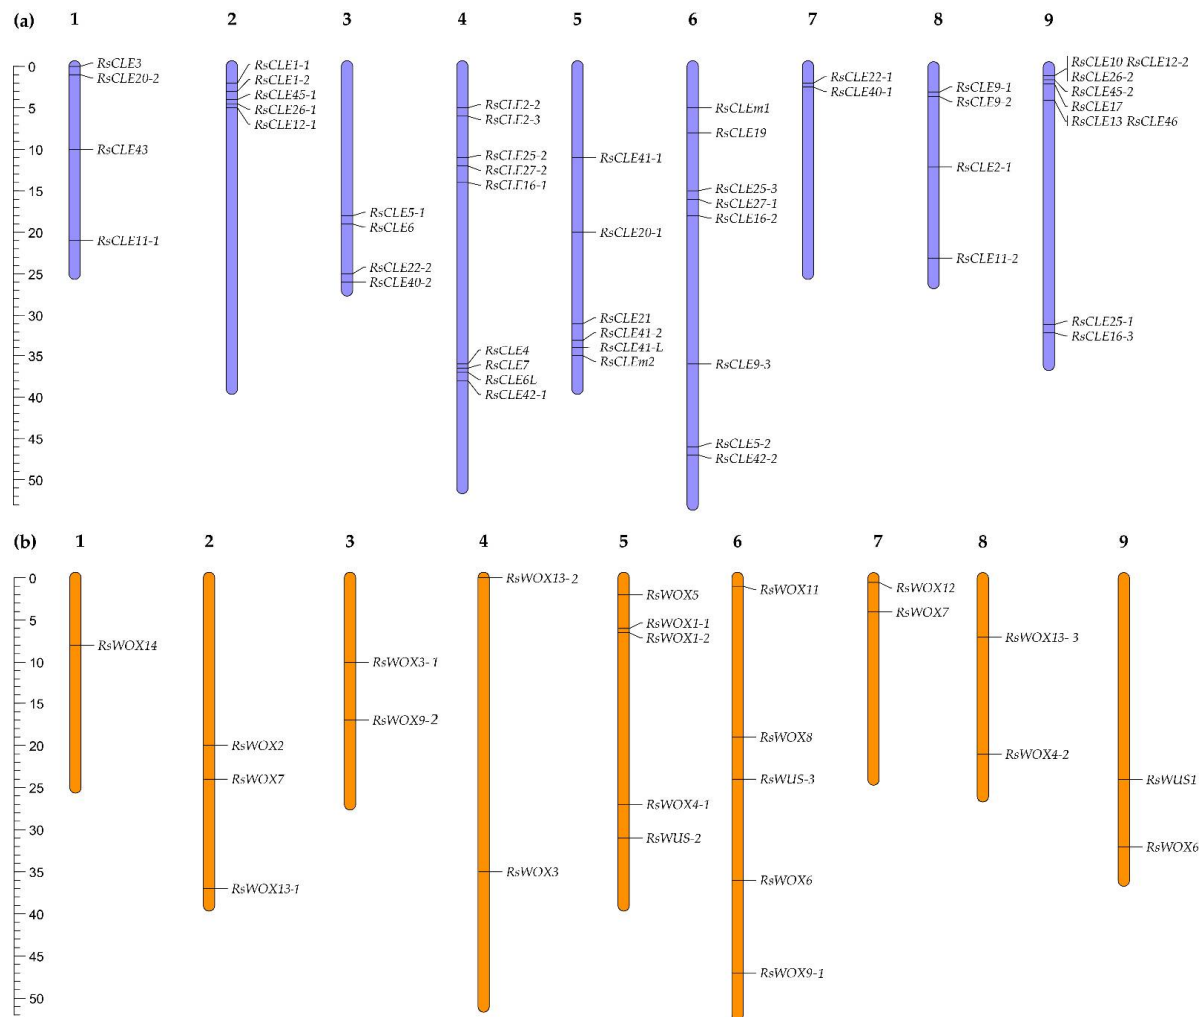 (a) 1 2 3 4 5 6 7 8 9
0
5
10
15
20
25
30
35
40
45
50
RsCLE3
RsCLE20-2
RsCLE43
RsCLE11-1
RsCLE1-1
RsCLE1-2
RsCLE45-1
RsCLE26-1
RsCLE12-1
RsCLE5-1
RsCLE6
RsCLE22-2
RsCLE40-2
RsCLE2-2
RsCLE2-3
RsCLE25-2
RsCLE27-2
RsCLE16-1
RsCLE4
RsCLE7
RsCLE6L
RsCLE42-1
RsCLE41-1
RsCLE20-1
RsCLE21
RsCLE41-2
RsCLE41-L
RsCLEm2
RsCLEm1
RsCLE19
RsCLE25-3
RsCLE27-1
RsCLE16-2
RsCLE9-3
RsCLE5-2
RsCLE42-2
RsCLE22-1
RsCLE40-1
RsCLE9-1
RsCLE9-2
RsCLE2-1
RsCLE11-2
RsCLE10 RsCLE12-2
RsCLE26-2
RsCLE45-2
RsCLE17
RsCLE13 RsCLE46
RsCLE25-1
RsCLE16-3
(b) 1 2 3 4 5 6 7 8 9
0
5
10
15
20
25
30
35
40
45
50
RsWOX14
RsWOX2
RsWOX7
RsWOX13-1
RsWOX3-1
RsWOX9-2
RsWOX13-2
RsWOX3
RsWOX5
RsWOX1-1
RsWOX1-2
RsWOX4-1
RsWUS-2
RsWOX11
RsWOX8
RsWUS-3
RsWOX6
RsWOX9-1
RsWOX12
RsWOX7
RsWOX13-3
RsWOX4-2
RsWUS1
RsWOX6